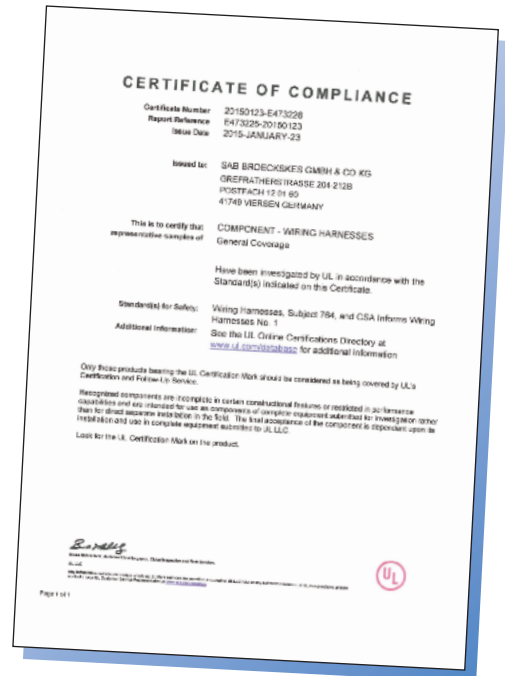 CERTIFICATE OF COMPLIANCE
Certificate Number 20150123-E473226
Report Reference E473226-20150123
Issue Date 2015-JANUARY-23
Issued to: SAB BROECKSKES GMBH & CO KG
GREFRATHERSTRASSE 204-212B
POSTFACH 12 01 60
41749 VIERSEN GERMANY
This is to certify that COMPONENT - WIRING HARNESSES
representative samples of General Coverage
Have been investigated by UL in accordance with the
Standard(s) indicated on this Certificate.
Standard(s) for Safety: Wiring Harnesses, Subject 764, and CSA Informs Wiring
Harnesses No. 1
Additional Information: See the UL Online Certifications Directory at
www.ul.com/database for additional information
Only those products bearing the UL Certification Mark should be considered as being covered by UL's
Certification and Follow-Up Service.
Recognized components are incomplete in certain constructional features or restricted in performance
capabilities and are intended for use as components of complete equipment submitted for investigation rather
than for direct separate installation in the field. The final acceptance of the component is dependent upon its
installation and use in complete equipment submitted to UL LLC.
Look for the UL Certification Mark on the product.
UL
Page 1 of 1